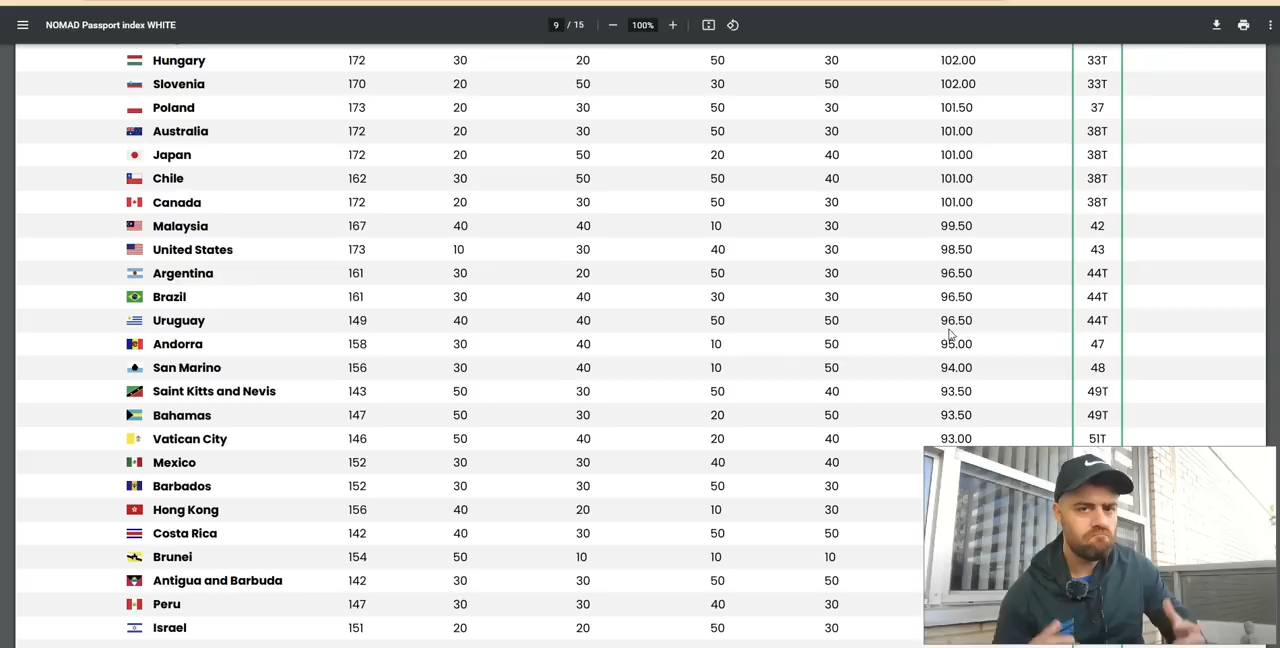 NOMAD Passport index WHITE 9 / 15 100%
Hungary 172 30 20 50 30 102.00 33T
Slovenia 170 20 50 30 50 102.00 33T
Poland 173 20 30 50 30 101.50 37
Australia 172 20 30 50 30 101.00 38T
Japan 172 20 50 20 40 101.00 38T
Chile 162 30 50 50 40 101.00 38T
Canada 172 20 30 50 30 101.00 38T
Malaysia 167 40 40 10 30 99.50 42
United States 173 10 30 40 30 98.50 43
Argentina 161 30 20 50 30 96.50 44T
Brazil 161 30 40 30 30 96.50 44T
Uruguay 149 40 40 50 50 96.50 44T
Andorra 158 30 40 10 50 95.00 47
San Marino 156 30 40 10 50 94.00 48
Saint Kitts and Nevis 143 50 30 50 40 93.50 49T
Bahamas 147 50 30 20 50 93.50 49T
Vatican City 146 50 40 20 40 93.00 51T
Mexico 152 30 30 40 40
Barbados 152 30 30 50 30
Hong Kong 156 40 20 10 30
Costa Rica 142 40 30 50 50
Brunei 154 50 10 10 10
Antigua and Barbuda 142 30 30 50 50
Peru 147 30 30 40 30
Israel 151 20 20 50 30